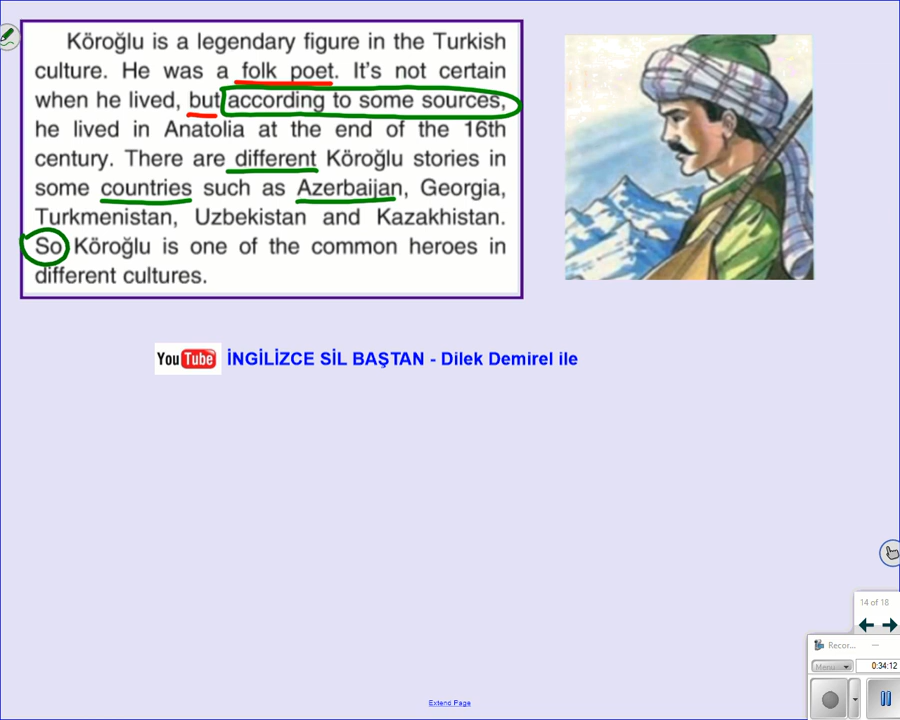 Köroğlu is a legendary figure in the Turkish
culture. He was a folk poet. It's not certain
when he lived, but according to some sources,
he lived in Anatolia at the end of the 16th
century. There are different Köroğlu stories in
some countries such as Azerbaijan, Georgia,
Turkmenistan, Uzbekistan and Kazakhistan.
So Köroğlu is one of the common heroes in
different cultures.
YouTube İNGİLİZCE SİL BAŞTAN - Dilek Demirel ile
14 of 18
Recor...
Menu
0:34:12
Extend Page